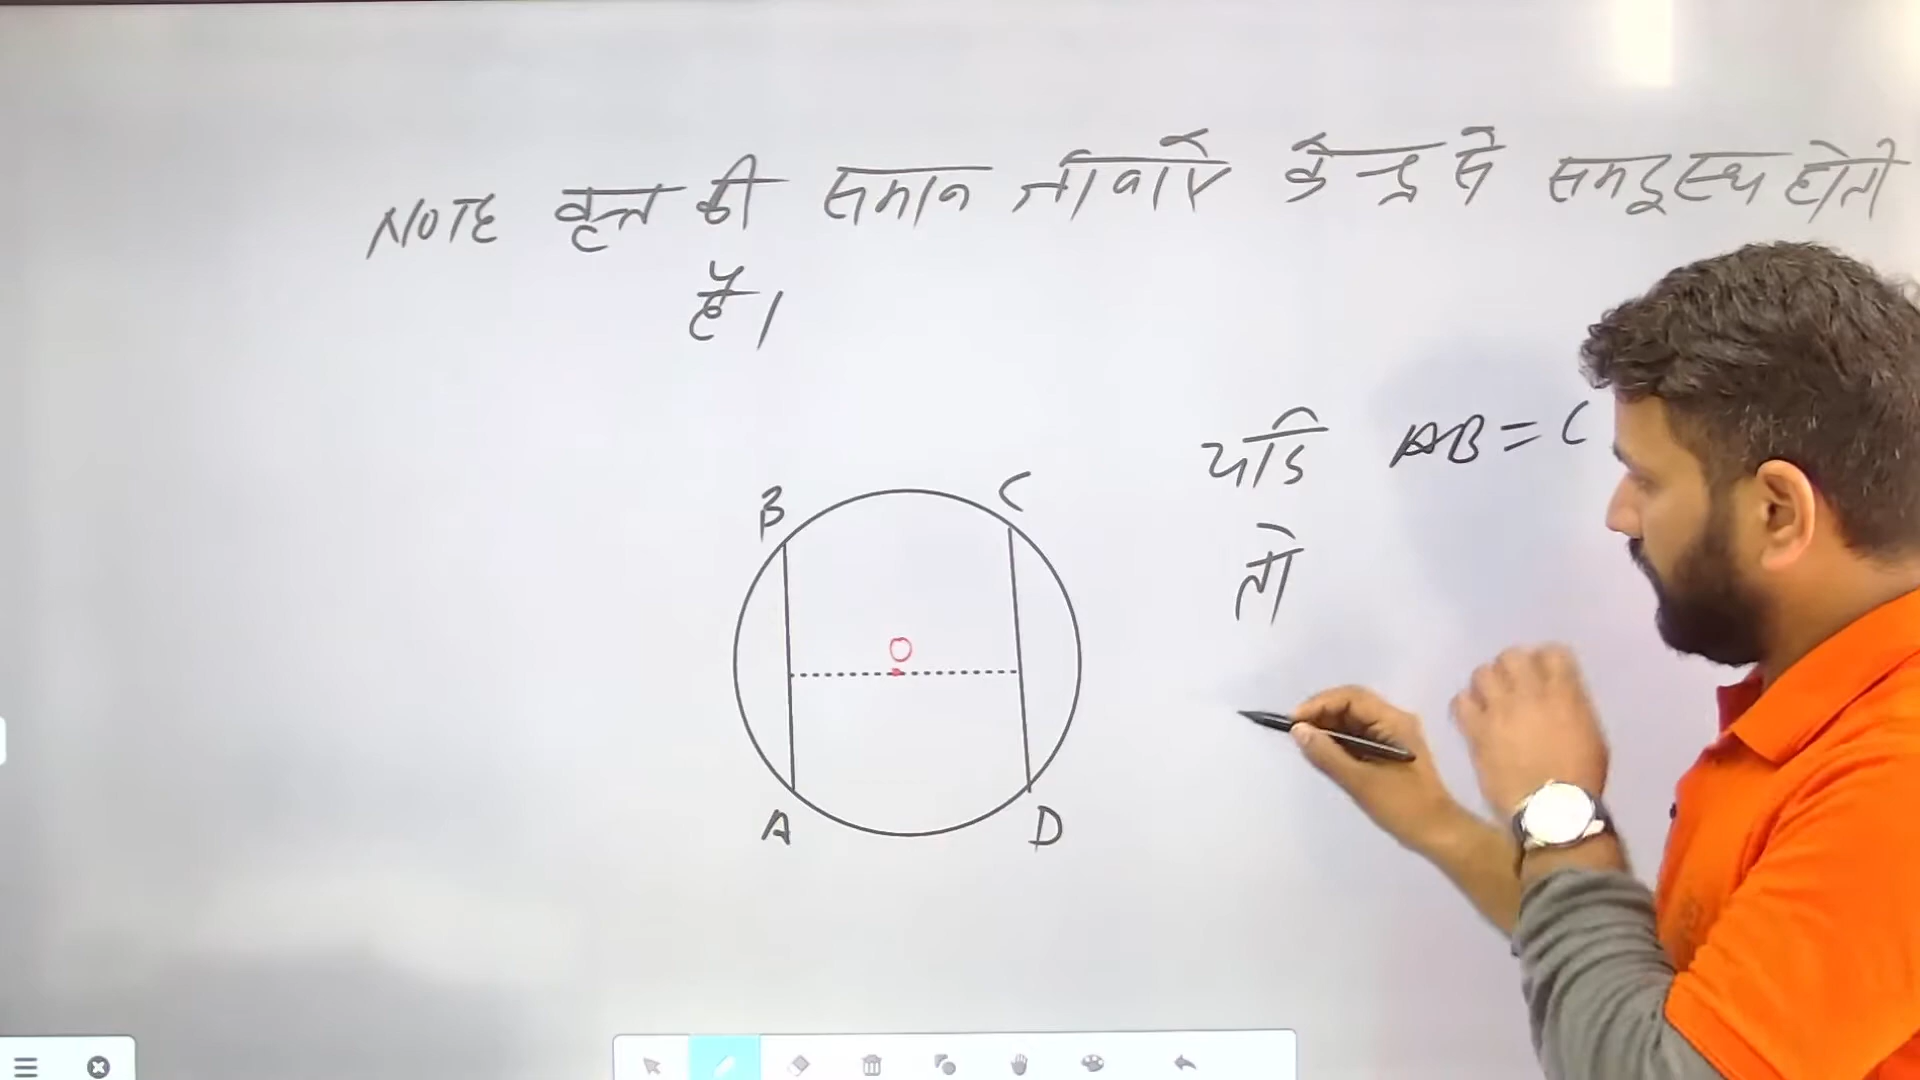 NOTE वृत्त की समान जीवाएं केन्द्र से समदूरस्थ होती
है।
यदि AB = C
तो
B
C
O
A
D